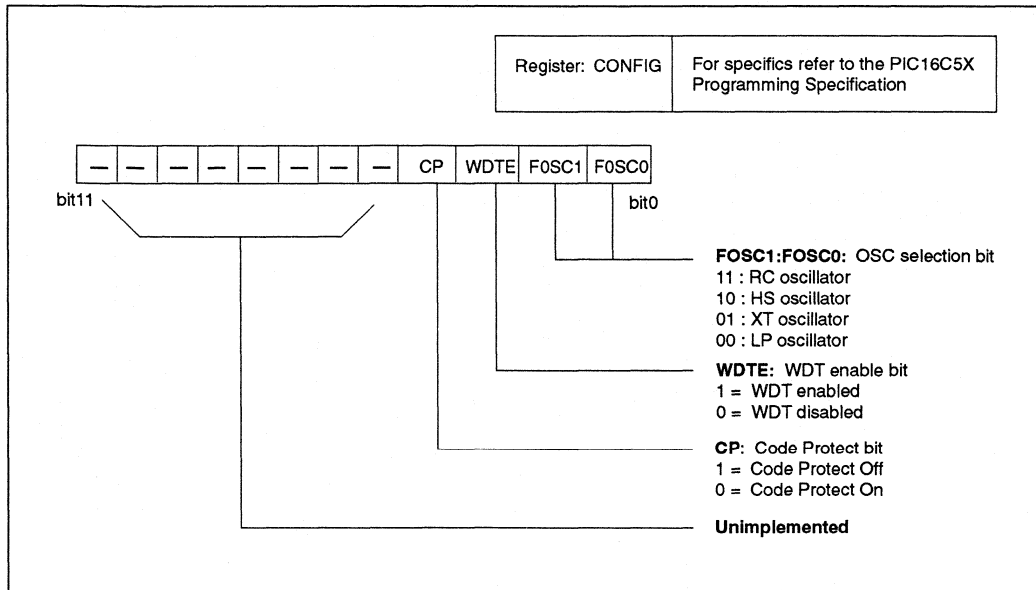 Register: CONFIG
For specifics refer to the PIC16C5X
Programming Specification
— — — — — — — — CP WDTE F0SC1 F0SC0
bit11
bit0
FOSC1:FOSC0: OSC selection bit
11 : RC oscillator
10 : HS oscillator
01 : XT oscillator
00 : LP oscillator
WDTE: WDT enable bit
1 = WDT enabled
0 = WDT disabled
CP: Code Protect bit
1 = Code Protect Off
0 = Code Protect On
Unimplemented